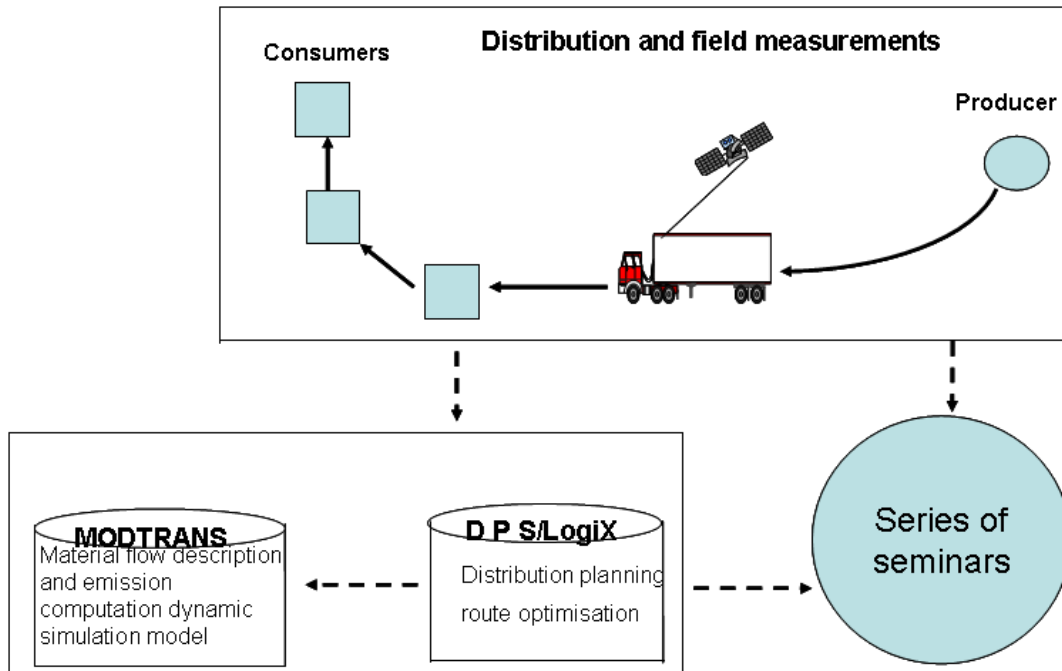 Distribution and field measurements
Consumers
Producer
MODTRANS
Material flow description
and emission
computation dynamic
simulation model
D P S/LogiX
Distribution planning
route optimisation
Series of
seminars